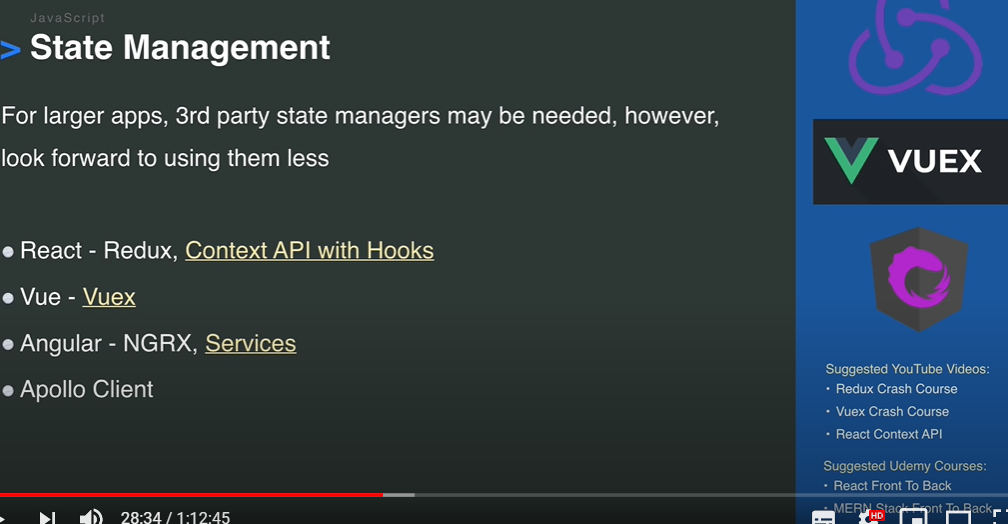 JavaScript
> State Management
For larger apps, 3rd party state managers may be needed, however,
look forward to using them less
● React - Redux, Context API with Hooks
● Vue - Vuex
● Angular - NGRX, Services
● Apollo Client
VUEX
Suggested YouTube Videos:
• Redux Crash Course
• Vuex Crash Course
• React Context API
Suggested Udemy Courses:
• React Front To Back
• MERN Stack Front To Back
28:34 / 1:12:45
HD